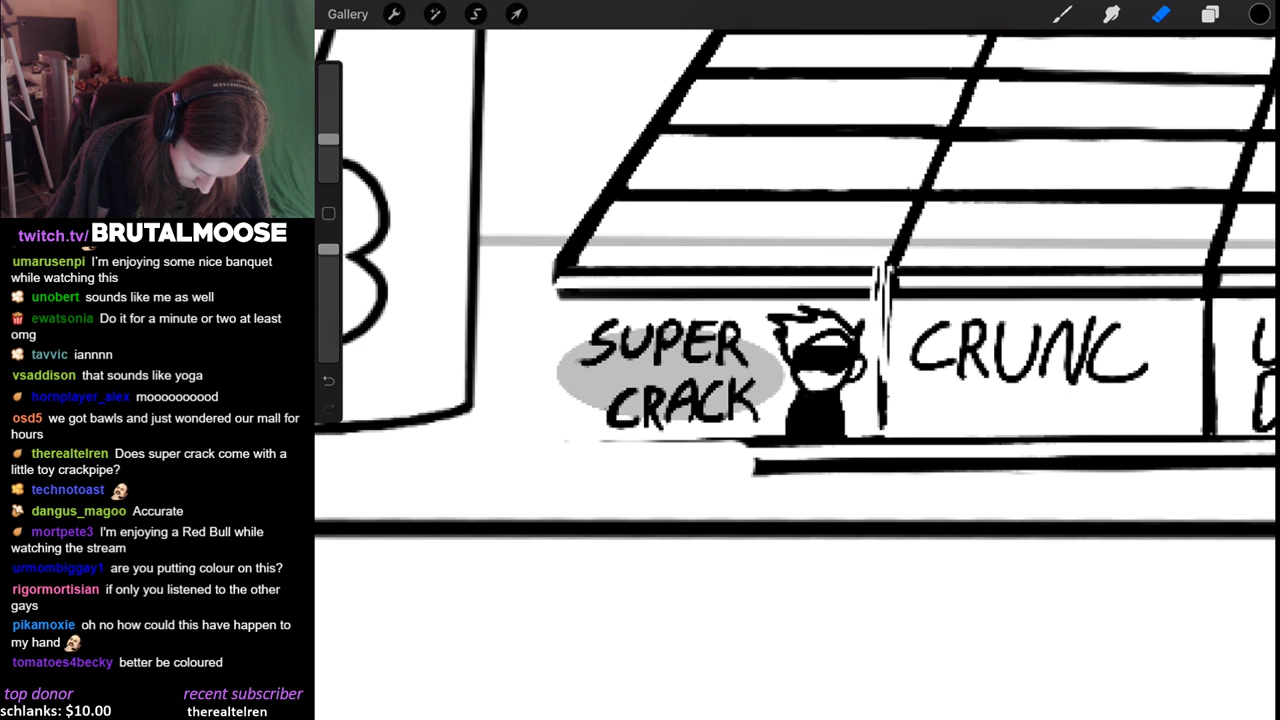 Gallery
twitch.tv/BRUTALMOOSE
umarusenpi I'm enjoying some nice banquet
while watching this
unobert sounds like me as well
ewatsonia Do it for a minute or two at least
omg
tavvic iannnn
vsaddison that sounds like yoga
hornplayer_alex moooooooood
osd5 we got bawls and just wondered our mall for
hours
therealtelren Does super crack come with a
little toy crackpipe?
technotoast
dangus_magoo Accurate
mortpete3 I'm enjoying a Red Bull while
watching the stream
urmombiggay1 are you putting colour on this?
rigormortisian if only you listened to the other
gays
pikamoxie oh no how could this have happen to
my hand
tomatoes4becky better be coloured
top donor
schlanks: $10.00
recent subscriber
therealtelren
SUPER
CRACK
CRUNC